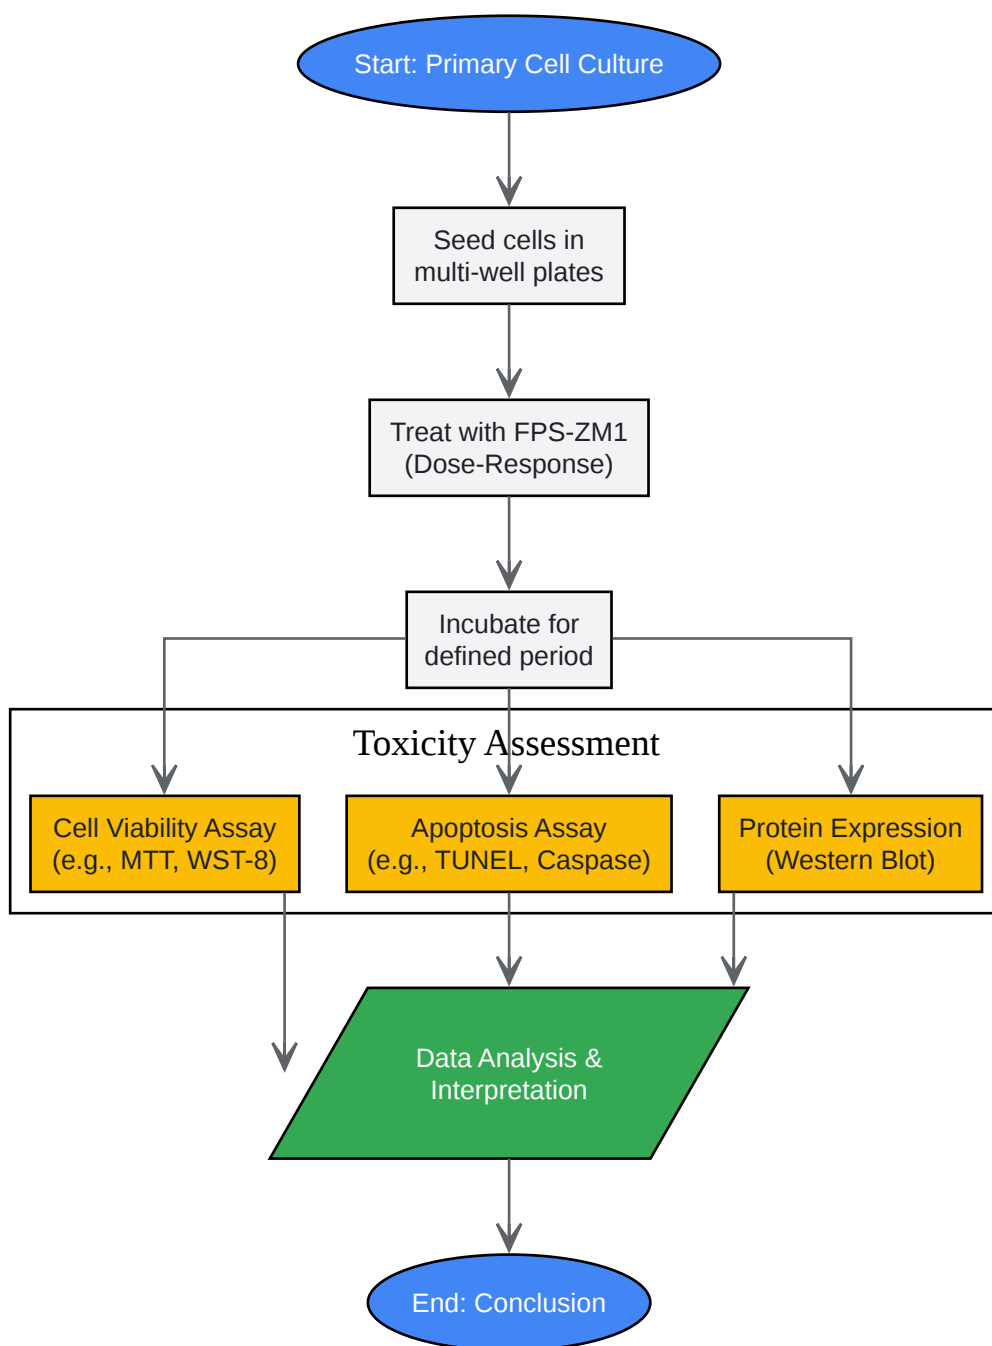 Start: Primary Cell Culture
Seed cells in
multi-well plates
Treat with FPS-ZM1
(Dose-Response)
Incubate for
defined period
Toxicity Assessment
Cell Viability Assay
(e.g., MTT, WST-8)
Apoptosis Assay
(e.g., TUNEL, Caspase)
Protein Expression
(Western Blot)
Data Analysis &
Interpretation
End: Conclusion